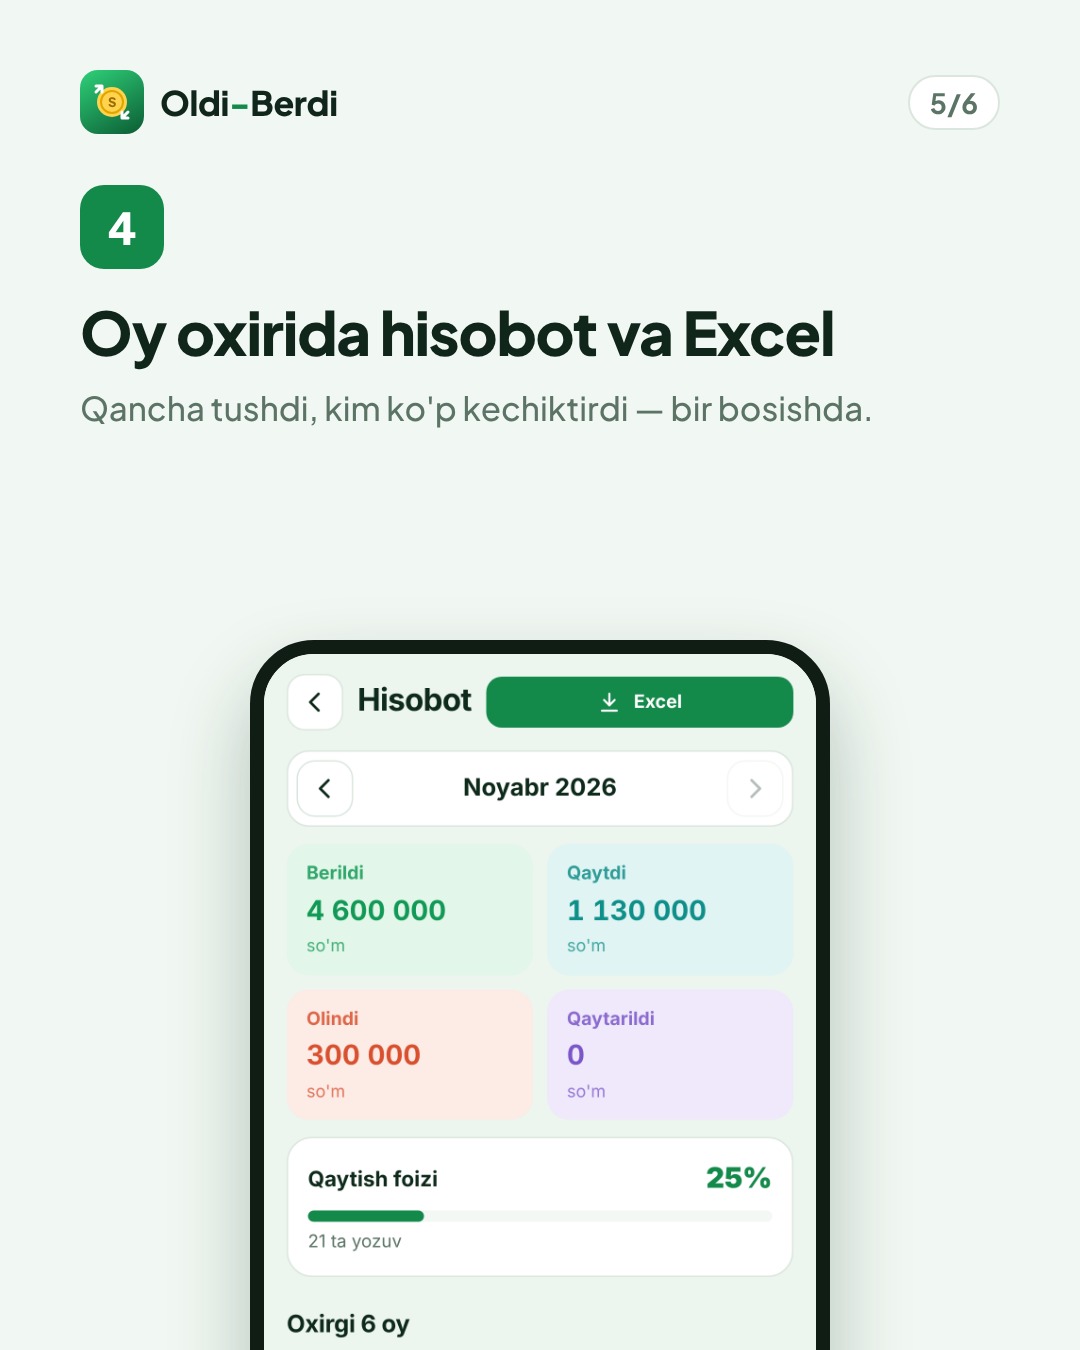 Oldi-Berdi
5/6
4
Oy oxirida hisobot va Excel
Qancha tushdi, kim ko'p kechiktirdi — bir bosishda.
Hisobot
Excel
Noyabr 2026
Berildi
4 600 000
so'm
Qaytdi
1 130 000
so'm
Olindi
300 000
so'm
Qaytarildi
0
so'm
Qaytish foizi
25%
21 ta yozuv
Oxirgi 6 oy